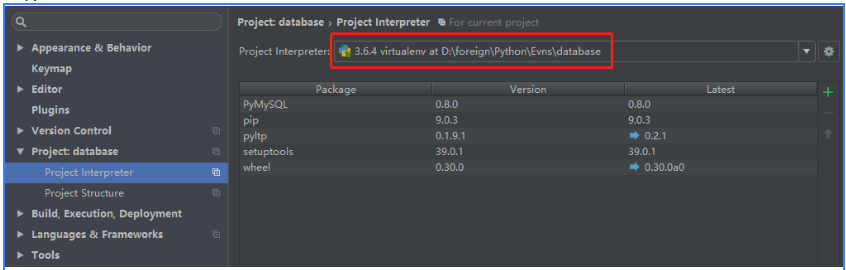 Project: database › Project Interpreter For current project
Appearance & Behavior
Keymap
Editor
Plugins
Version Control
Project: database
Project Interpreter
Project Structure
Build, Execution, Deployment
Languages & Frameworks
Tools
Project Interpreter: 3.6.4 virtualenv at D:\foreign\Python\Evns\database
Package Version Latest
PyMySQL 0.8.0 0.8.0
pip 9.0.3 9.0.3
pyltp 0.1.9.1 0.2.1
setuptools 39.0.1 39.0.1
wheel 0.30.0 0.30.0a0